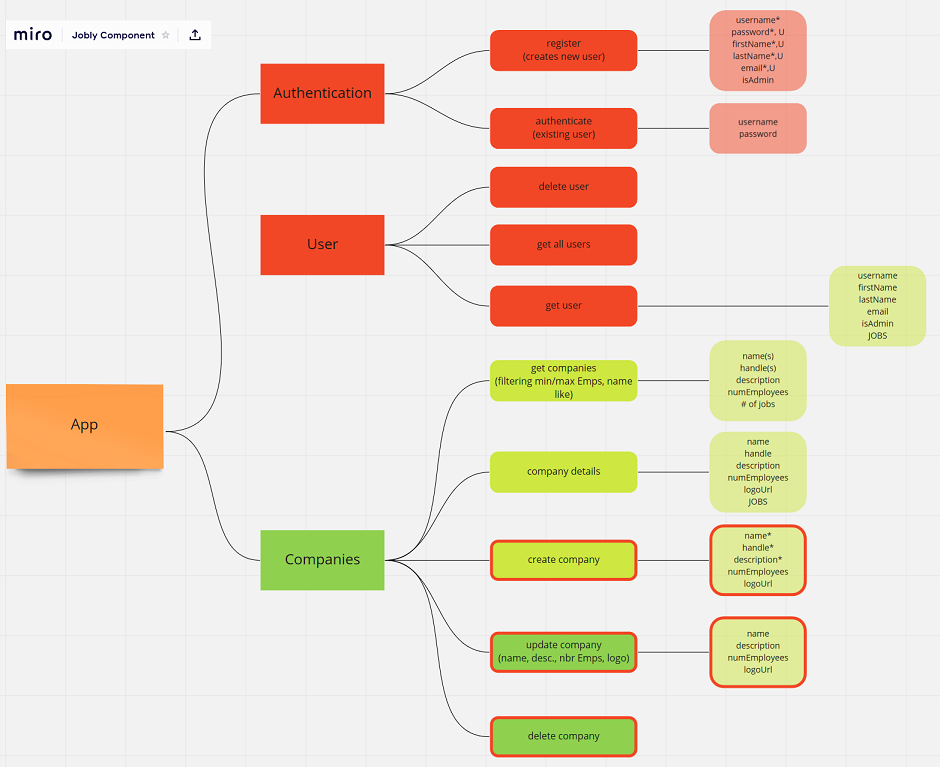 miro
Jobly Component
Authentication
register
(creates new user)
username*
password*, U
firstName*,U
lastName*,U
email*,U
isAdmin
authenticate
(existing user)
username
password
User
delete user
get all users
get user
username
firstName
lastName
email
isAdmin
JOBS
App
Companies
get companies
(filtering min/max Emps, name
like)
name(s)
handle(s)
description
numEmployees
# of jobs
company details
name
handle
description
numEmployees
logoUrl
JOBS
create company
name*
handle*
description*
numEmployees
logoUrl
update company
(name, desc., nbr Emps, logo)
name
description
numEmployees
logoUrl
delete company